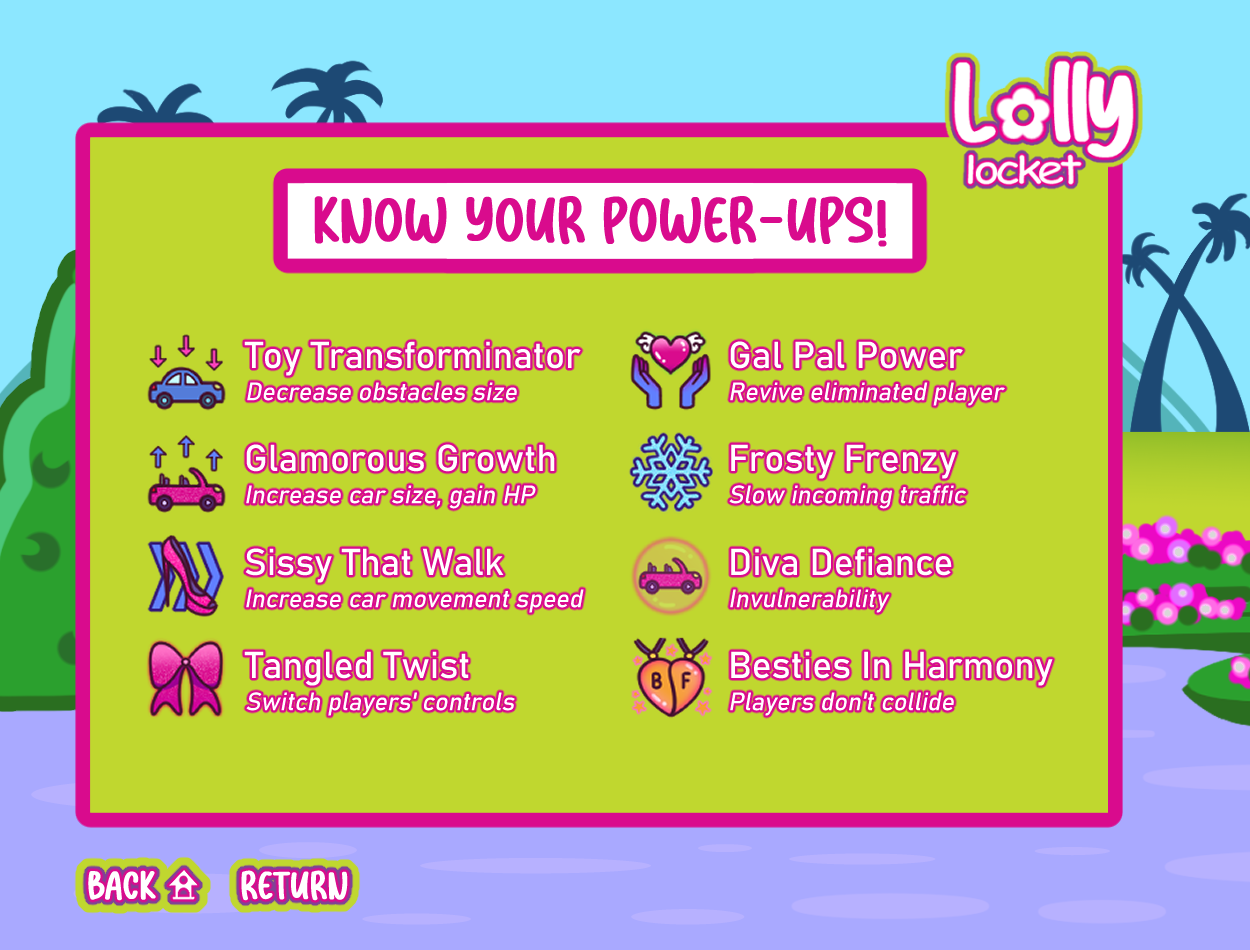 Lolly
locket
KNOW YOUR POWER-UPS!
Toy Transforminator
Decrease obstacles size
Glamorous Growth
Increase car size, gain HP
Sissy That Walk
Increase car movement speed
Tangled Twist
Switch players' controls
Gal Pal Power
Revive eliminated player
Frosty Frenzy
Slow incoming traffic
Diva Defiance
Invulnerability
B F
Besties In Harmony
Players don't collide
BACK
RETURN